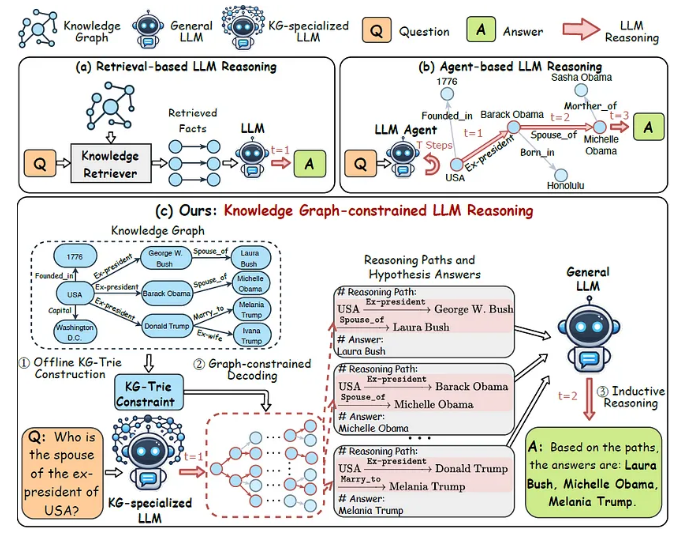 Knowledge Graph
General LLM
KG-specialized LLM
Q
Question
A
Answer
LLM Reasoning
(a) Retrieval-based LLM Reasoning
Retrieved Facts
LLM
Q
Knowledge Retriever
t=1
A
(b) Agent-based LLM Reasoning
1776
Sasha Obama
Founded_in
Barack Obama
Morther_of
LLM Agent
t=1
t=2
t=3
A
Spouse_of
Q
T Steps
Ex-president
Michelle Obama
Born_in
USA
Honolulu
(c) Ours: Knowledge Graph-constrained LLM Reasoning
Knowledge Graph
1776
George W. Bush
Spouse_of
Laura Bush
Founded_in
Ex-president
USA
Ex-president
Barack Obama
Spouse_of
Michelle Obama
Capital
Ex-president
Washington D.C.
Donald Trump
Marry_to
Melania Trump
Ex-wife
Ivana Trump
① Offline KG-Trie Construction
② Graph-constrained Decoding
KG-Trie Constraint
Q: Who is
the spouse
of the ex-
president of
USA?
KG-specialized LLM
t=1
Reasoning Paths and
Hypothesis Answers
# Reasoning Path:
USA Ex-president George W. Bush
Spouse_of Laura Bush
# Answer:
Laura Bush
# Reasoning Path:
USA Ex-president Barack Obama
Spouse_of Michelle Obama
# Answer:
Michelle Obama
...
# Reasoning Path:
USA Ex-president Donald Trump
Marry_to Melania Trump
# Answer:
Melania Trump
General LLM
t=2
③ Inductive Reasoning
A: Based on the paths,
the answers are: Laura
Bush, Michelle Obama,
Melania Trump.